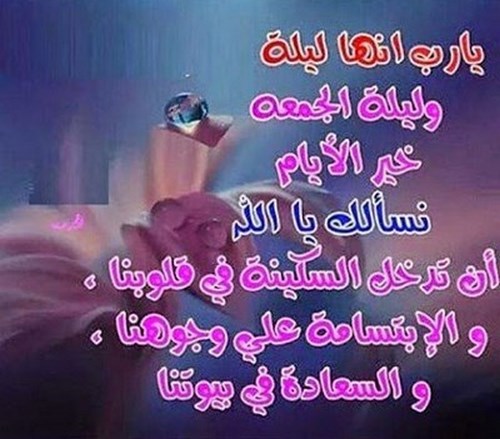 يارب انها ليلة
وليلة الجمعه
خير الأيام
نسألك يا الله
أن تدخل السكينة في قلوبنا ،
و الإبتسامة علي وجوهنا ،
و السعادة في بيوتنا